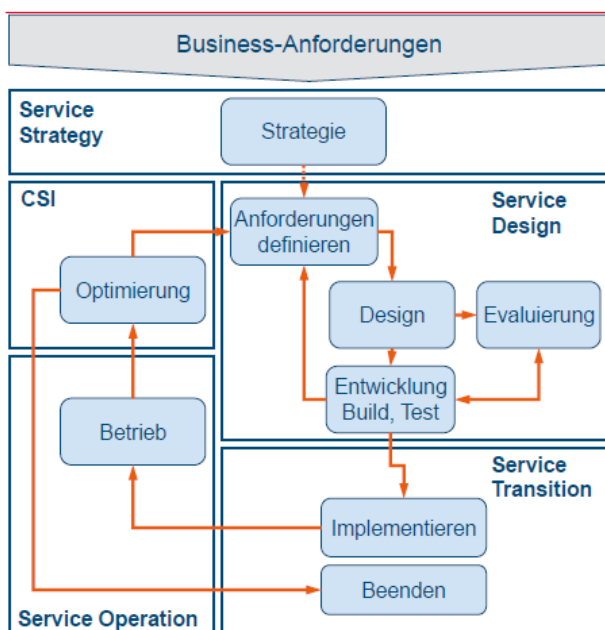 Business-Anforderungen
Service
Strategy
Strategie
CSI
Service
Design
Anforderungen
definieren
Optimierung
Design
Evaluierung
Entwicklung
Build, Test
Betrieb
Service
Transition
Implementieren
Beenden
Service Operation